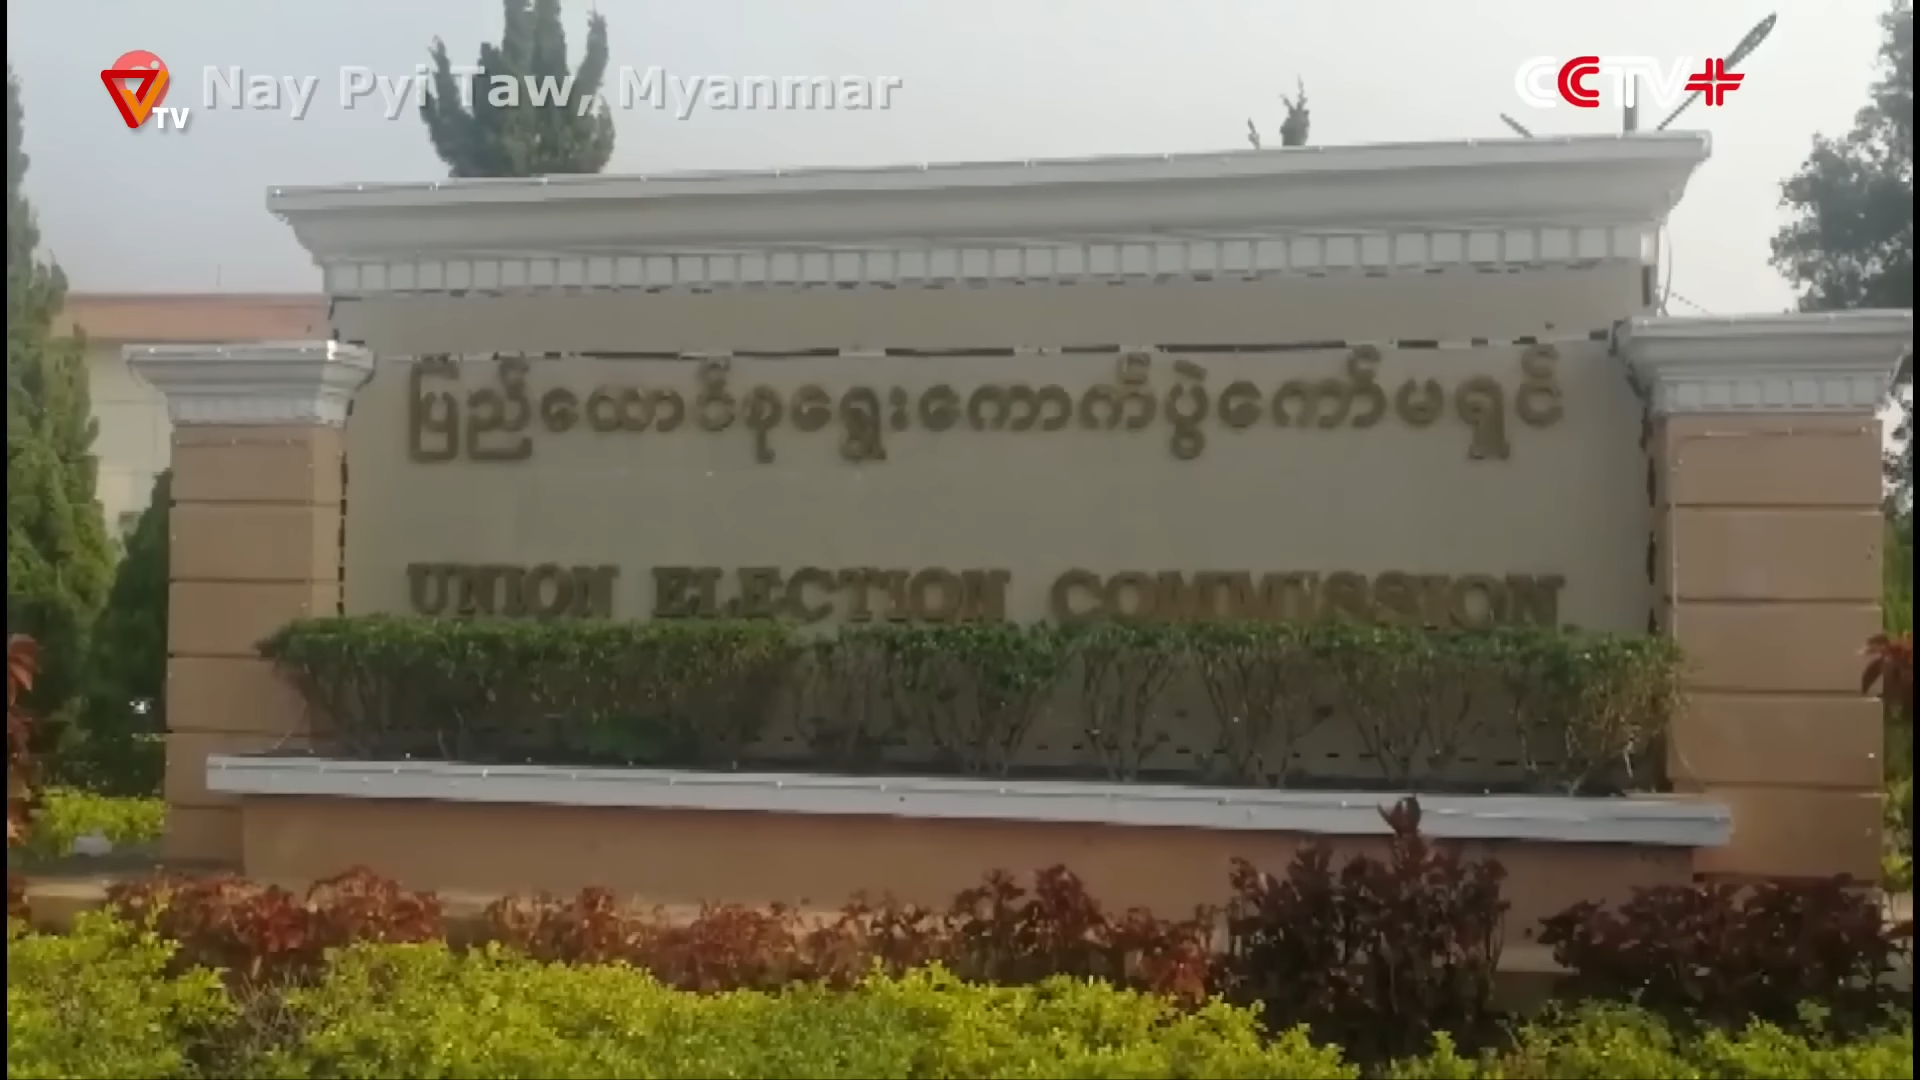 TV
Nay Pyi Taw, Myanmar
CCTV+
ပြည်ထောင်စုရွေးကောက်ပွဲကော်မရှင်
UNION ELECTION COMMISSION